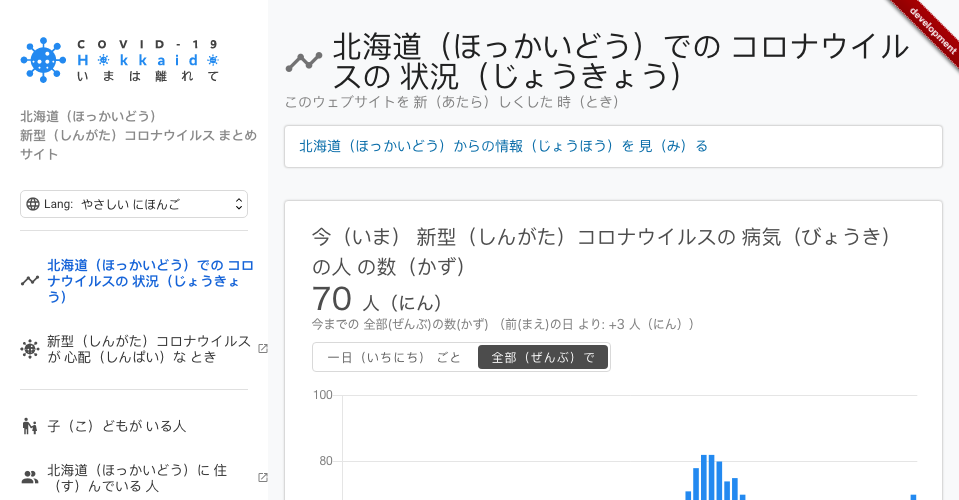 COVID-19
Hokkaido
いまは離れて
北海道（ほっかいどう）
新型（しんがた）コロナウイルス まとめ
サイト
Lang: やさしい にほんご
北海道（ほっかいどう）での コロ
ナウイルスの 状況（じょうきょ
う）
新型（しんがた）コロナウイルス
が 心配（しんぱい）な とき
子（こ）どもが いる人
北海道（ほっかいどう）に 住
（す）んでいる 人
development
北海道（ほっかいどう）での コロナウイル
スの 状況（じょうきょう）
このウェブサイトを 新（あたら）しくした 時（とき）
北海道（ほっかいどう）からの情報（じょうほう）を 見（み）る
今（いま） 新型（しんがた）コロナウイルスの 病気（びょうき）
の人 の数（かず）
70 人（にん）
今までの 全部(ぜんぶ)の数(かず) （前(まえ)の日 より: +3 人（にん））
一日（いちにち） ごと
全部（ぜんぶ）で
100
80